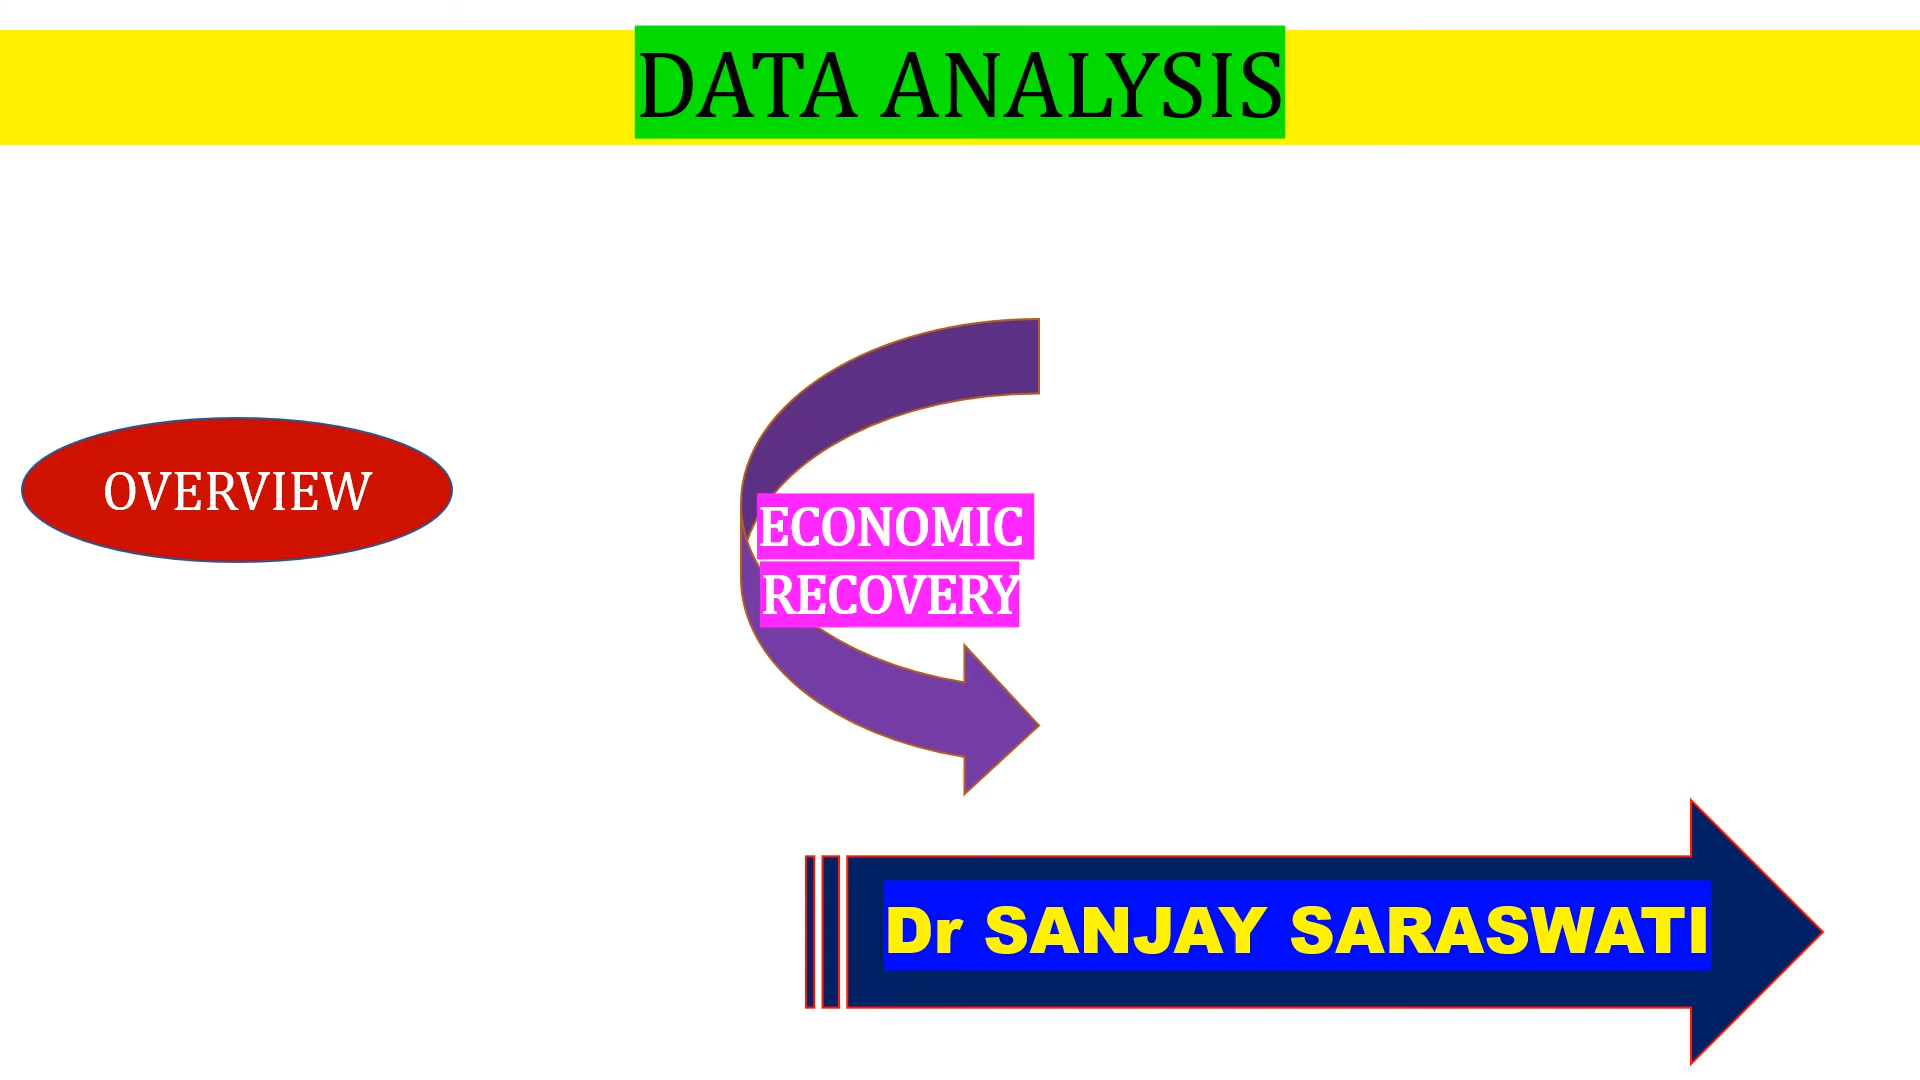 DATA ANALYSIS
OVERVIEW
ECONOMIC
RECOVERY
Dr SANJAY SARASWATI